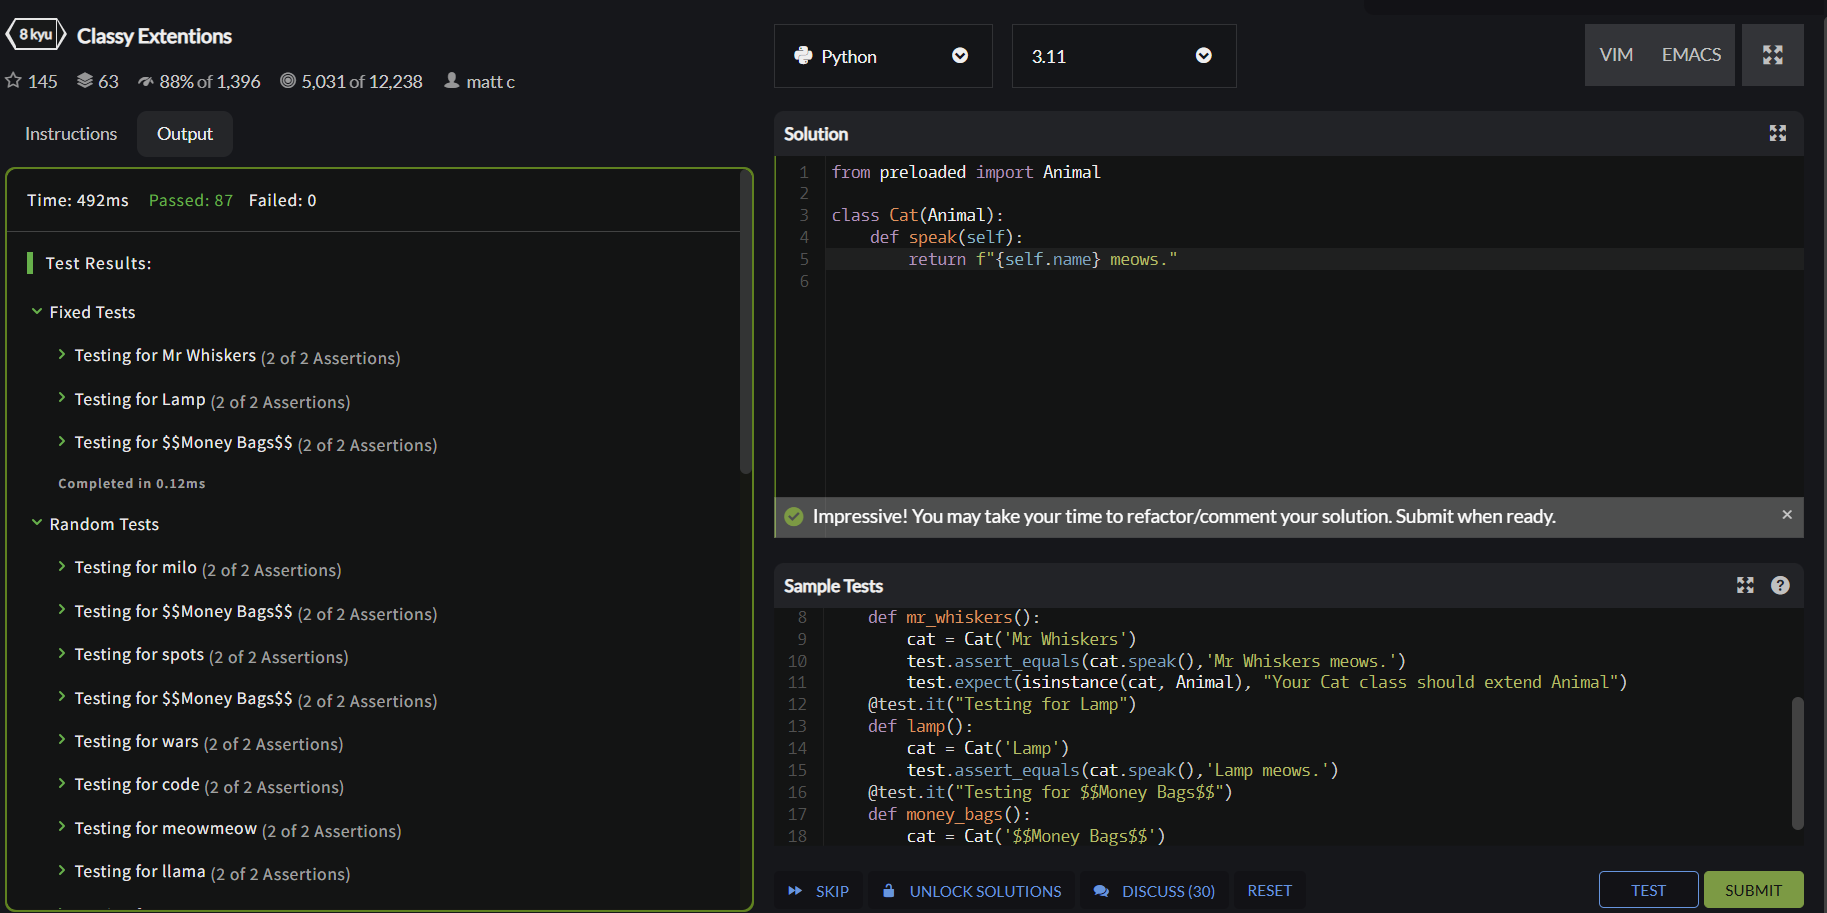 8 kyu Classy Extentions
145 63 88% of 1,396 5,031 of 12,238 matt c
Instructions Output
Time: 492ms Passed: 87 Failed: 0
Test Results:
Fixed Tests
Testing for Mr Whiskers (2 of 2 Assertions)
Testing for Lamp (2 of 2 Assertions)
Testing for $$Money Bags$$ (2 of 2 Assertions)
Completed in 0.12ms
Random Tests
Testing for milo (2 of 2 Assertions)
Testing for $$Money Bags$$ (2 of 2 Assertions)
Testing for spots (2 of 2 Assertions)
Testing for $$Money Bags$$ (2 of 2 Assertions)
Testing for wars (2 of 2 Assertions)
Testing for code (2 of 2 Assertions)
Testing for meowmeow (2 of 2 Assertions)
Testing for llama (2 of 2 Assertions)
Python 3.11 VIM EMACS
Solution
1 from preloaded import Animal
2
3 class Cat(Animal):
4     def speak(self):
5         return f"{self.name} meows."
6
Impressive! You may take your time to refactor/comment your solution. Submit when ready. ×
Sample Tests ?
8     def mr_whiskers():
9         cat = Cat('Mr Whiskers')
10         test.assert_equals(cat.speak(),'Mr Whiskers meows.')
11         test.expect(isinstance(cat, Animal), "Your Cat class should extend Animal")
12     @test.it("Testing for Lamp")
13     def lamp():
14         cat = Cat('Lamp')
15         test.assert_equals(cat.speak(),'Lamp meows.')
16     @test.it("Testing for $$Money Bags$$")
17     def money_bags():
18         cat = Cat('$$Money Bags$$')
SKIP UNLOCK SOLUTIONS DISCUSS (30) RESET TEST SUBMIT